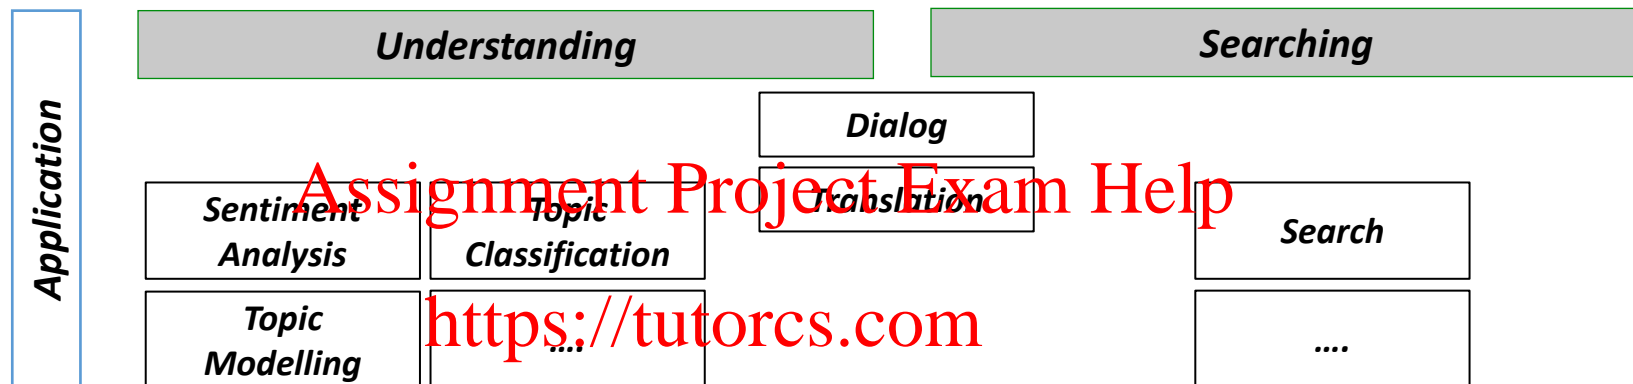 Application
Understanding
Searching
Dialog
Translation
Sentiment
Analysis
Topic
Classification
Search
Topic
Modelling
....
....
Assignment Project Exam Help
https://tutorcs.com